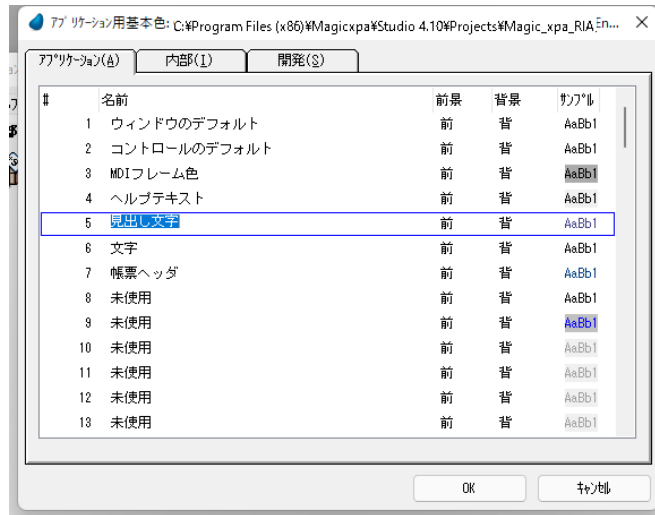 アプリケーション用基本色: C:¥Program Files (x86)¥Magicxpa¥Studio 4.10¥Projects¥Magic_xpa_RIA¥En...
アプリケーション(A) 内部(I) 開発(S)
# 名前 前景 背景 サンプル
1 ウィンドウのデフォルト 前 背 AaBb1
2 コントロールのデフォルト 前 背 AaBb1
3 MDIフレーム色 前 背 AaBb1
4 ヘルプテキスト 前 背 AaBb1
5 見出し文字 前 背 AaBb1
6 文字 前 背 AaBb1
7 帳票ヘッダ 前 背 AaBb1
8 未使用 前 背 AaBb1
9 未使用 前 背 AaBb1
10 未使用 前 背 AaBb1
11 未使用 前 背 AaBb1
12 未使用 前 背 AaBb1
13 未使用 前 背 AaBb1
OK キャンセル